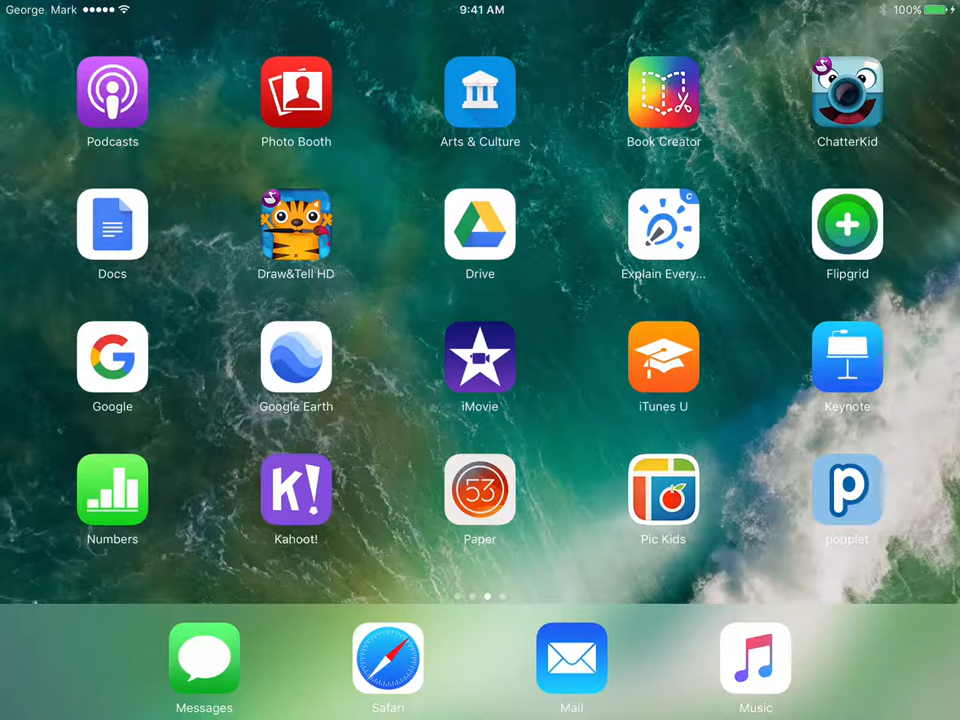 George Mark 9:41 AM 100%
Podcasts Photo Booth Arts & Culture Book Creator ChatterKid
Docs Draw&Tell HD Drive Explain Every... Flipgrid
C
G
Google Google Earth iMovie iTunes U Keynote
K! 53 p
Numbers Kahoot! Paper Pic Kids popplet
Messages Safari Mail Music